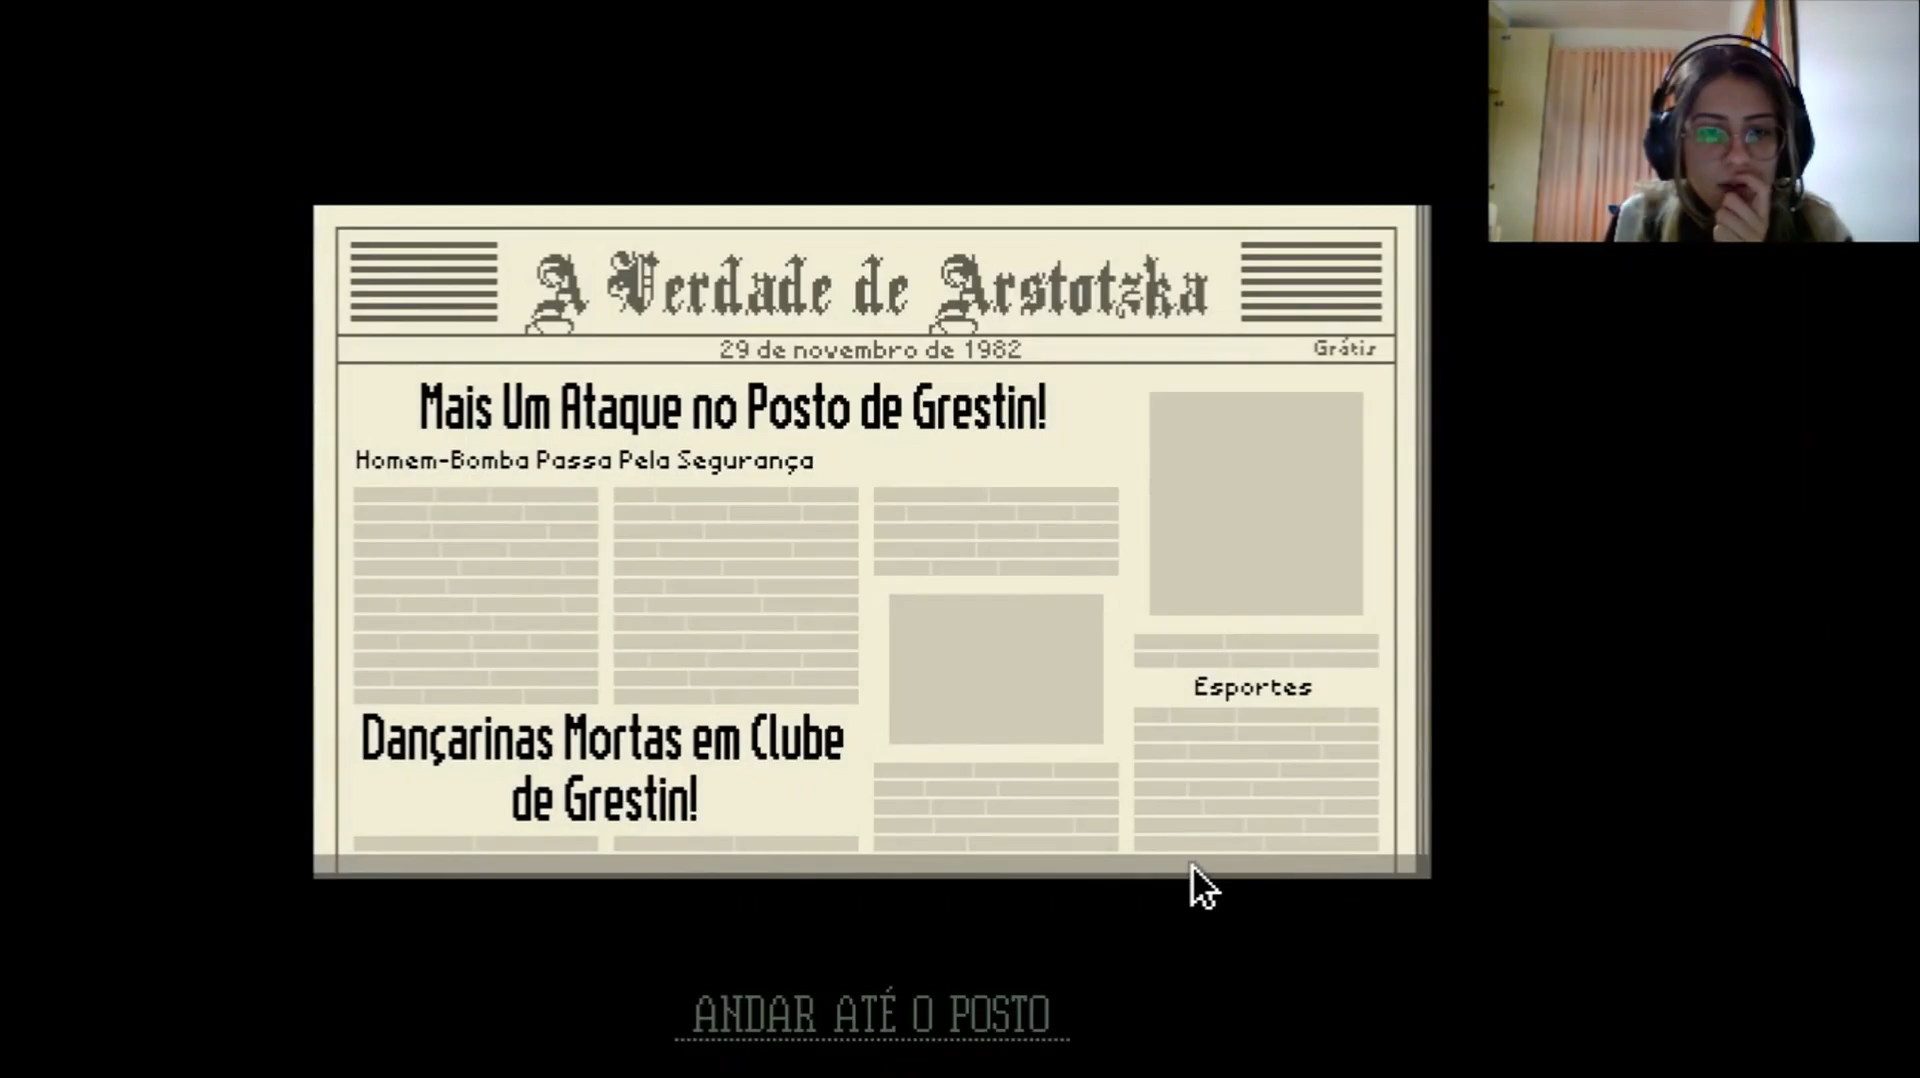 A Verdade de Arstotzka
29 de novembro de 1982
Grátis
Mais Um Ataque no Posto de Grestin!
Homem-Bomba Passa Pela Segurança
Dançarinas Mortas em Clube
de Grestin!
Esportes
ANDAR ATÉ O POSTO